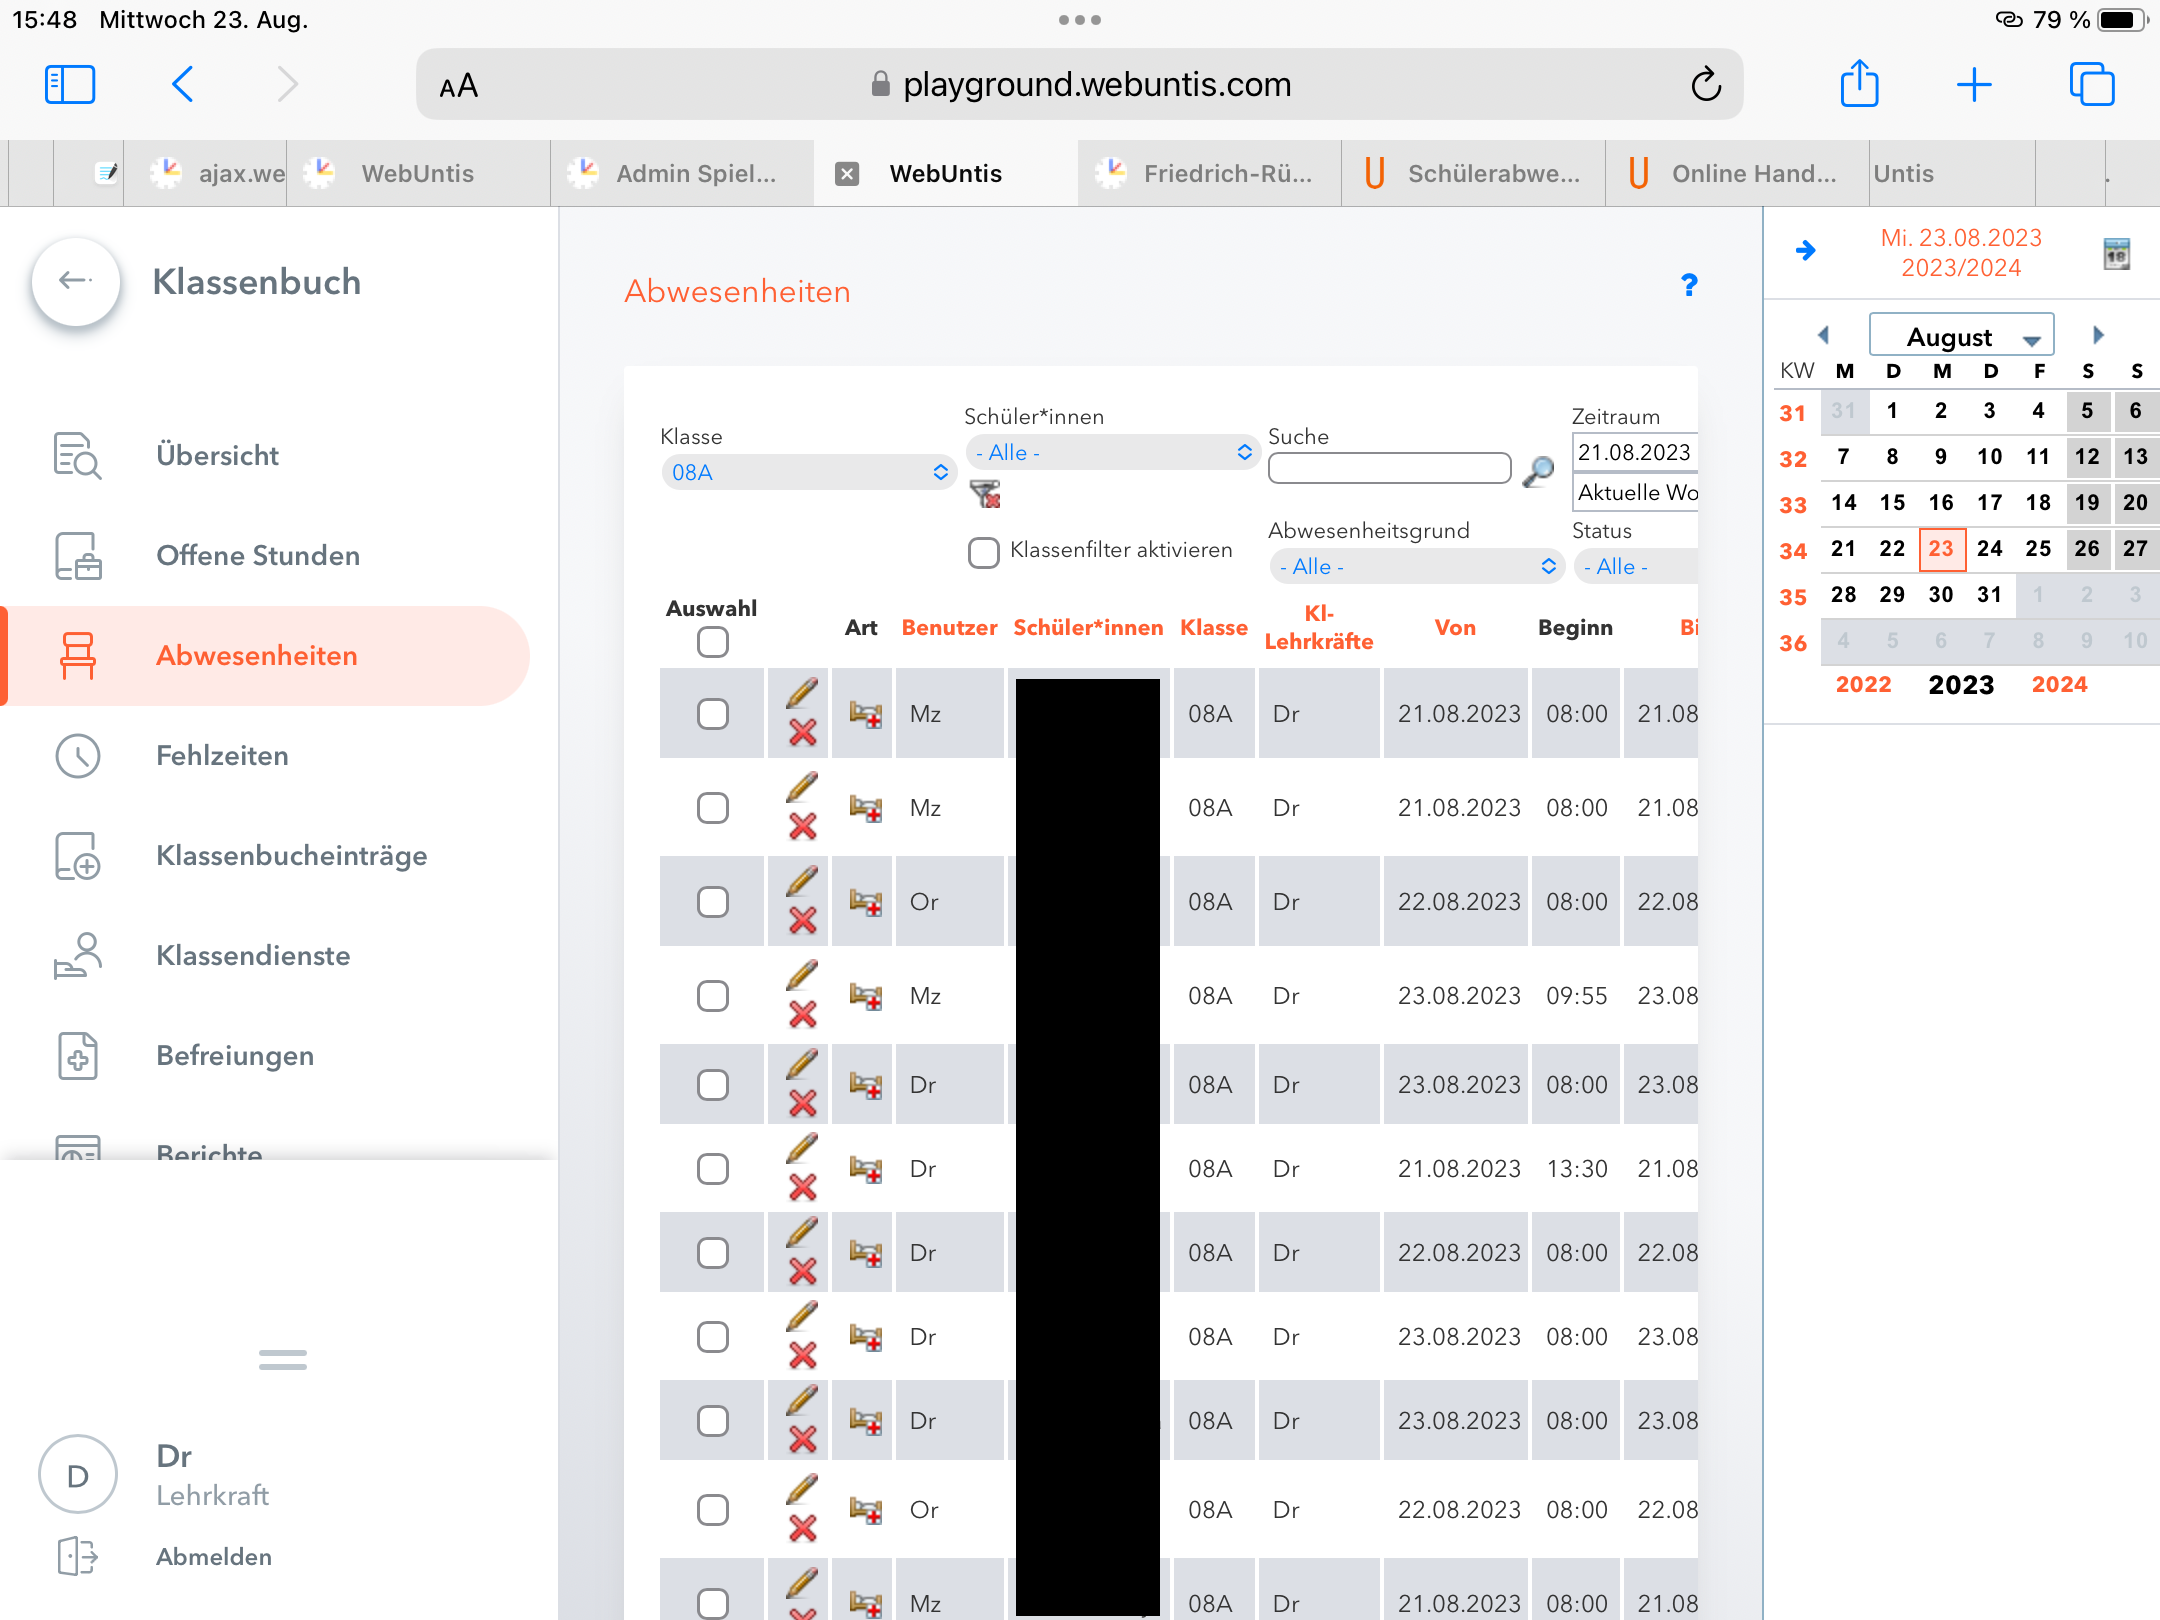 15:48 Mittwoch 23. Aug. 79 %
AA playground.webuntis.com
ajax.we WebUntis Admin Spiel... WebUntis Friedrich-Rü... Schülerabwe... Online Hand... Untis .
Klassenbuch
Übersicht
Offene Stunden
Abwesenheiten
Fehlzeiten
Klassenbucheinträge
Klassendienste
Befreiungen
Berichte
D
Dr
Lehrkraft
Abmelden
Abwesenheiten ?
Klasse
08A
Schüler*innen
- Alle -
Klassenfilter aktivieren
Suche
Abwesenheitsgrund
- Alle -
Zeitraum
21.08.2023
Aktuelle Wo
Status
- Alle -
Auswahl Art Benutzer Schüler*innen Klasse Kl-Lehrkräfte Von Beginn Bi
Mz 08A Dr 21.08.2023 08:00 21.08
Mz 08A Dr 21.08.2023 08:00 21.08
Or 08A Dr 22.08.2023 08:00 22.08
Mz 08A Dr 23.08.2023 09:55 23.08
Dr 08A Dr 23.08.2023 08:00 23.08
Dr 08A Dr 21.08.2023 13:30 21.08
Dr 08A Dr 22.08.2023 08:00 22.08
Dr 08A Dr 23.08.2023 08:00 23.08
Dr 08A Dr 23.08.2023 08:00 23.08
Or 08A Dr 22.08.2023 08:00 22.08
Mz 08A Dr 21.08.2023 08:00 21.08
Mi. 23.08.2023
2023/2024
18
August
KW M D M D F S S
31 31 1 2 3 4 5 6
32 7 8 9 10 11 12 13
33 14 15 16 17 18 19 20
34 21 22 23 24 25 26 27
35 28 29 30 31 1 2 3
36 4 5 6 7 8 9 10
2022 2023 2024